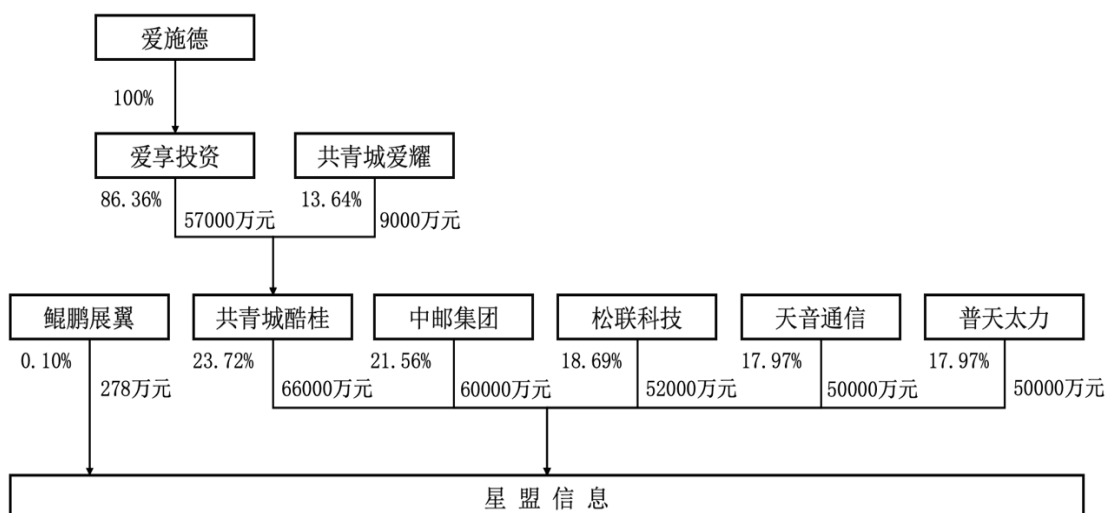 爱施德
100%
爱享投资 共青城爱耀
86.36% 13.64%
57000万元 9000万元
鲲鹏展翼 共青城酷桂 中邮集团 松联科技 天音通信 普天太力
0.10% 23.72% 21.56% 18.69% 17.97% 17.97%
278万元 66000万元 60000万元 52000万元 50000万元 50000万元
星盟信息